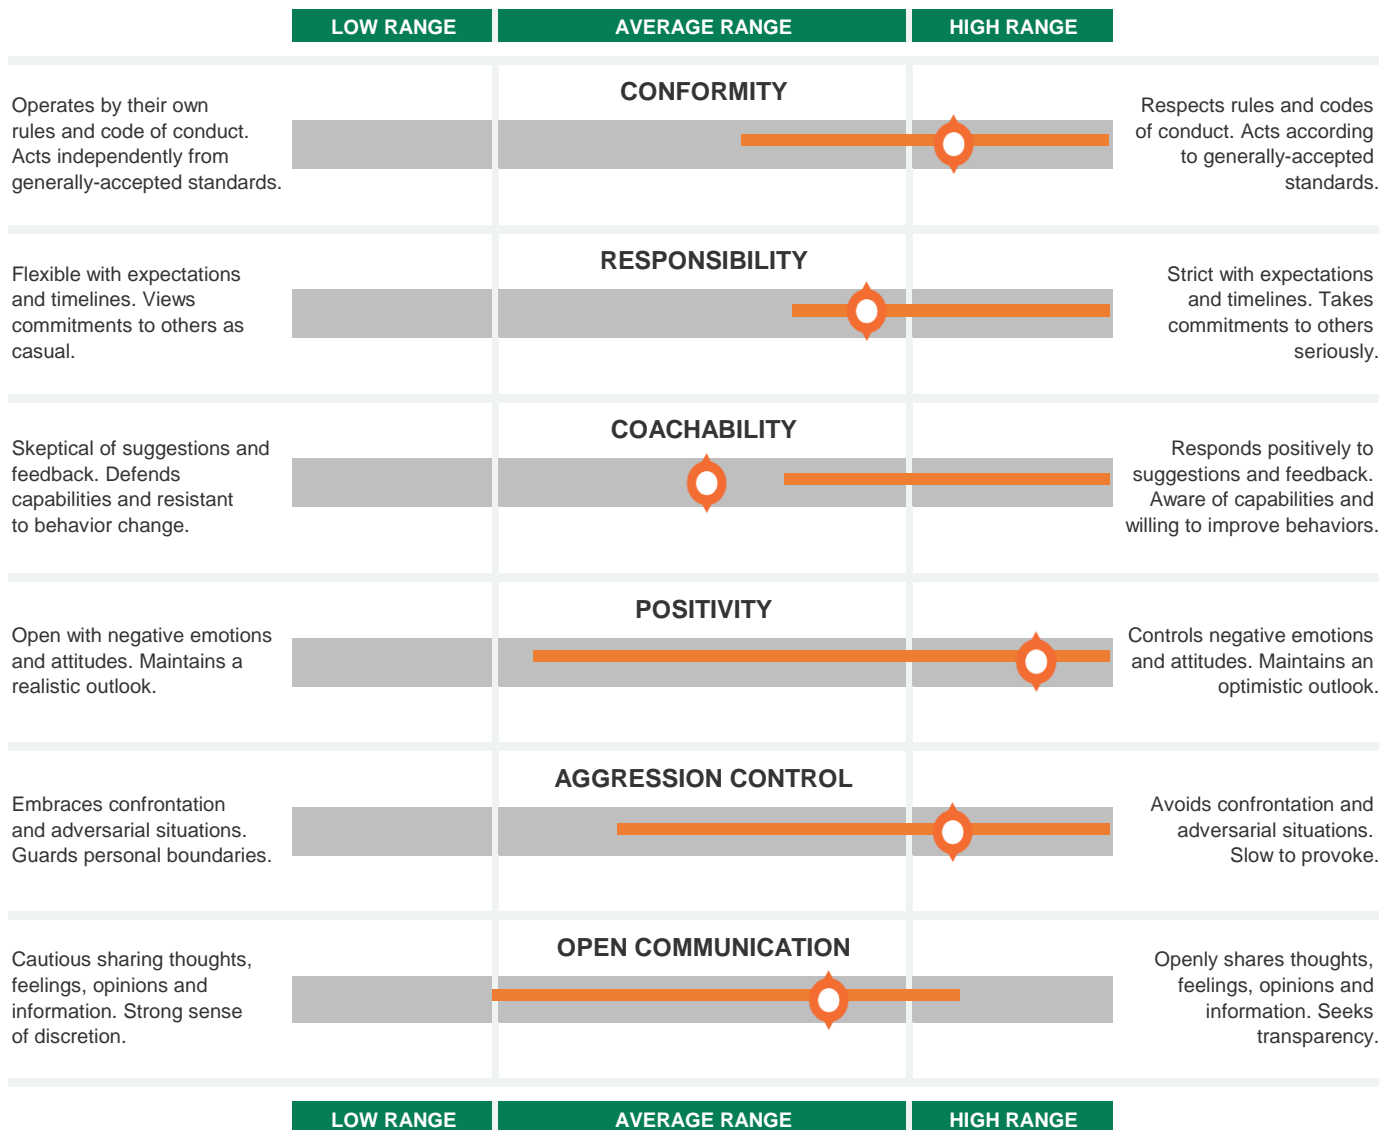 LOW RANGE
AVERAGE RANGE
HIGH RANGE
CONFORMITY
Operates by their own
rules and code of conduct.
Acts independently from
generally-accepted standards.
Respects rules and codes
of conduct. Acts according
to generally-accepted
standards.
RESPONSIBILITY
Flexible with expectations
and timelines. Views
commitments to others as
casual.
Strict with expectations
and timelines. Takes
commitments to others
seriously.
COACHABILITY
Skeptical of suggestions and
feedback. Defends
capabilities and resistant
to behavior change.
Responds positively to
suggestions and feedback.
Aware of capabilities and
willing to improve behaviors.
POSITIVITY
Open with negative emotions
and attitudes. Maintains a
realistic outlook.
Controls negative emotions
and attitudes. Maintains an
optimistic outlook.
AGGRESSION CONTROL
Embraces confrontation
and adversarial situations.
Guards personal boundaries.
Avoids confrontation and
adversarial situations.
Slow to provoke.
OPEN COMMUNICATION
Cautious sharing thoughts,
feelings, opinions and
information. Strong sense
of discretion.
Openly shares thoughts,
feelings, opinions and
information. Seeks
transparency.
LOW RANGE
AVERAGE RANGE
HIGH RANGE